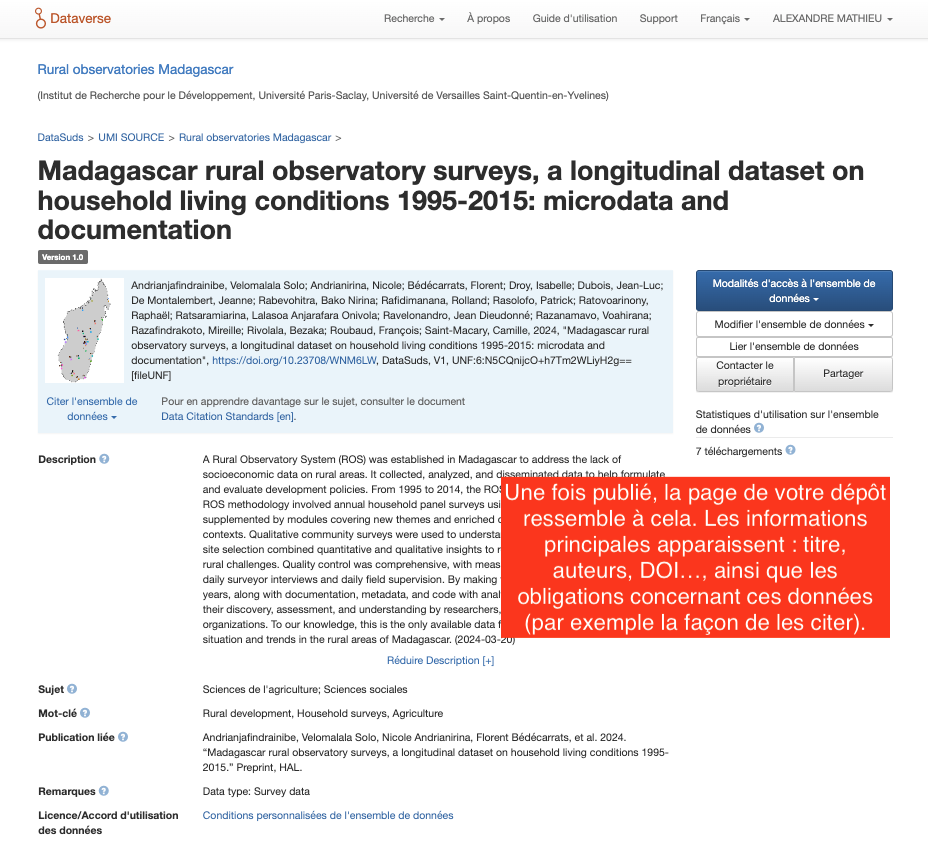 Dataverse
Recherche À propos Guide d'utilisation Support Français ALEXANDRE MATHIEU
Rural observatories Madagascar
(Institut de Recherche pour le Développement, Université Paris-Saclay, Université de Versailles Saint-Quentin-en-Yvelines)
DataSuds > UMI SOURCE > Rural observatories Madagascar >
Madagascar rural observatory surveys, a longitudinal dataset on
household living conditions 1995-2015: microdata and
documentation
Version 1.0
Andrianjafindrainibe, Velomalala Solo; Andrianirina, Nicole; Bédécarrats, Florent; Droy, Isabelle; Dubois, Jean-Luc;
De Montalembert, Jeanne; Rabevohitra, Bako Nirina; Rafidimanana, Rolland; Rasolofo, Patrick; Ratovoarinony,
Raphaël; Ratsaramiarina, Lalasoa Anjarafara Onivola; Ravelonandro, Jean Dieudonné; Razanamavo, Voahirana;
Razafindrakoto, Mireille; Rivolala, Bezaka; Roubaud, François; Saint-Macary, Camille, 2024, "Madagascar rural
observatory surveys, a longitudinal dataset on household living conditions 1995-2015: microdata and
documentation", https://doi.org/10.23708/WNM6LW, DataSuds, V1, UNF:6:N5CQnijcO+h7Tm2WLiyH2g==
[fileUNF]
Citer l'ensemble de
données
Pour en apprendre davantage sur le sujet, consulter le document
Data Citation Standards [en].
Modalités d'accès à l'ensemble de
données
Modifier l'ensemble de données
Lier l'ensemble de données
Contacter le
propriétaire
Partager
Statistiques d'utilisation sur l'ensemble
de données ?
7 téléchargements ?
Description ?
A Rural Observatory System (ROS) was established in Madagascar to address the lack of
socioeconomic data on rural areas. It collected, analyzed, and disseminated data to help formulate
and evaluate development policies. From 1995 to 2014, the ROS
ROS methodology involved annual household panel surveys usi
supplemented by modules covering new themes and enriched
contexts. Qualitative community surveys were used to understa
site selection combined quantitative and qualitative insights to
rural challenges. Quality control was comprehensive, with meas
daily surveyor interviews and daily field supervision. By making
years, along with documentation, metadata, and code with anal
their discovery, assessment, and understanding by researchers,
organizations. To our knowledge, this is the only available data
situation and trends in the rural areas of Madagascar. (2024-03-20)
Réduire Description [+]
Une fois publié, la page de votre dépôt
ressemble à cela. Les informations
principales apparaissent : titre,
auteurs, DOI…, ainsi que les
obligations concernant ces données
(par exemple la façon de les citer).
Sujet ?
Sciences de l'agriculture; Sciences sociales
Mot-clé ?
Rural development, Household surveys, Agriculture
Publication liée ?
Andrianjafindrainibe, Velomalala Solo, Nicole Andrianirina, Florent Bédécarrats, et al. 2024.
“Madagascar rural observatory surveys, a longitudinal dataset on household living conditions 1995-
2015.” Preprint, HAL.
Remarques ?
Data type: Survey data
Licence/Accord d'utilisation
des données
Conditions personnalisées de l'ensemble de données